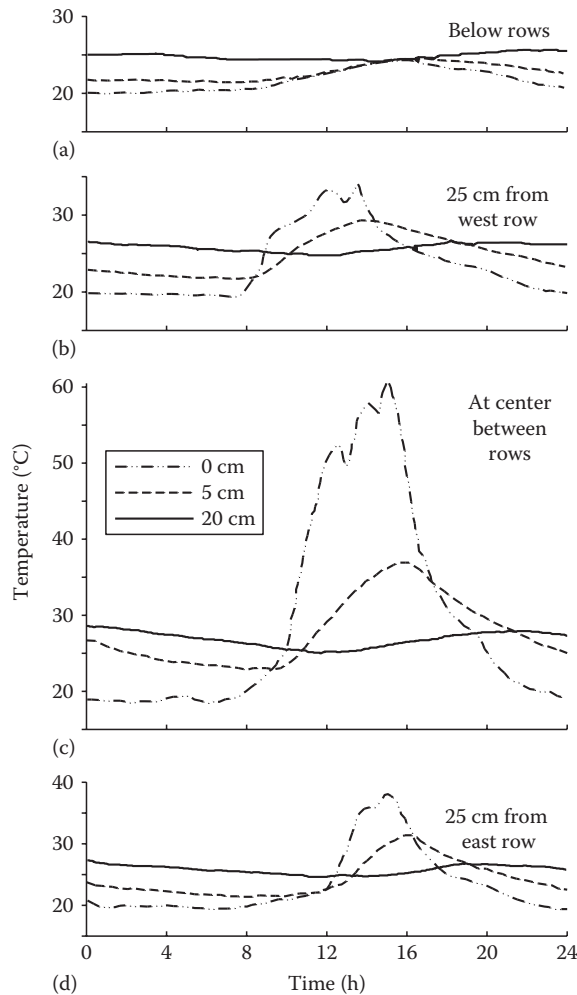 30
Below rows
20
(a)
30
25 cm from
west row
20
(b)
60
At center
between
rows
50
0 cm
5 cm
20 cm
40
Temperature (°C)
30
20
(c)
40
25 cm from
east row
30
20
0 4 8 12 16 20 24
(d)
Time (h)